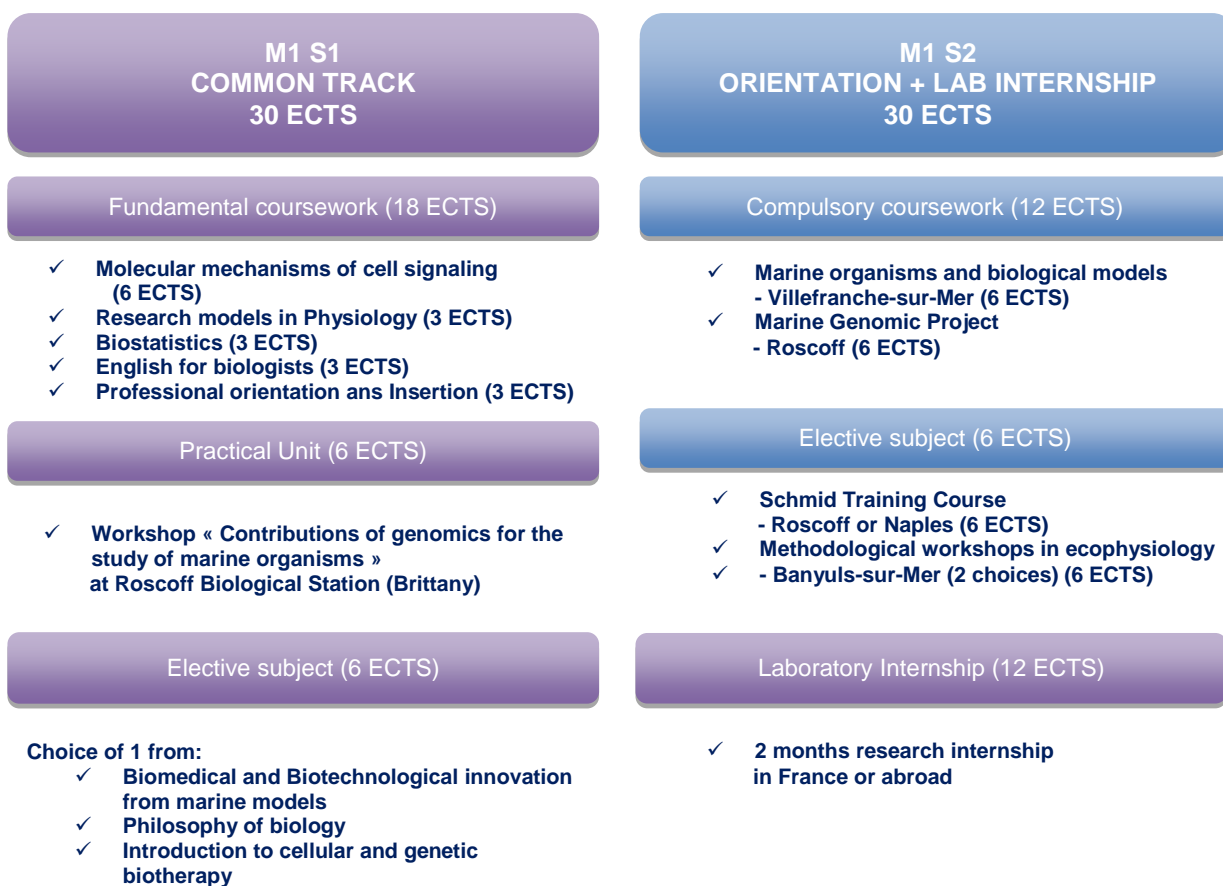 M1 S1
COMMON TRACK
30 ECTS
Fundamental coursework (18 ECTS)
✓ Molecular mechanisms of cell signaling
(6 ECTS)
✓ Research models in Physiology (3 ECTS)
✓ Biostatistics (3 ECTS)
✓ English for biologists (3 ECTS)
✓ Professional orientation ans Insertion (3 ECTS)
Practical Unit (6 ECTS)
✓ Workshop « Contributions of genomics for the
study of marine organisms »
at Roscoff Biological Station (Brittany)
Elective subject (6 ECTS)
Choice of 1 from:
✓ Biomedical and Biotechnological innovation
from marine models
✓ Philosophy of biology
✓ Introduction to cellular and genetic
biotherapy
M1 S2
ORIENTATION + LAB INTERNSHIP
30 ECTS
Compulsory coursework (12 ECTS)
✓ Marine organisms and biological models
- Villefranche-sur-Mer (6 ECTS)
✓ Marine Genomic Project
- Roscoff (6 ECTS)
Elective subject (6 ECTS)
✓ Schmid Training Course
- Roscoff or Naples (6 ECTS)
✓ Methodological workshops in ecophysiology
✓ - Banyuls-sur-Mer (2 choices) (6 ECTS)
Laboratory Internship (12 ECTS)
✓ 2 months research internship
in France or abroad